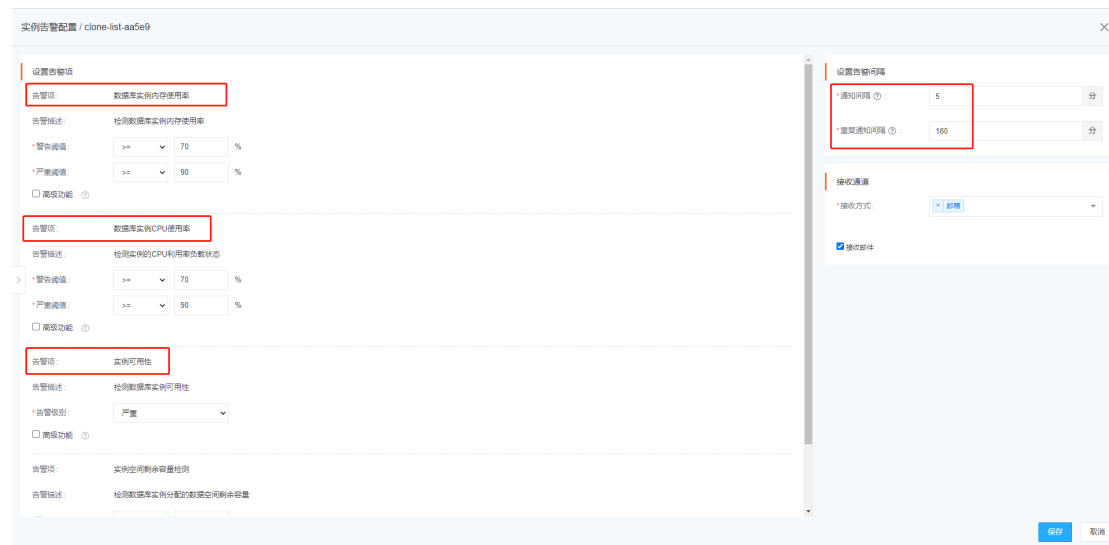 实例告警配置 / clone-list-aa5e9
设置告警项
告警项: 数据库实例内存使用率
告警描述: 检测数据库实例内存使用率
*警告阈值: >= 70 %
*严重阈值: >= 90 %
高级功能
告警项: 数据库实例CPU使用率
告警描述: 检测实例的CPU利用率负载状态
*警告阈值: >= 70 %
*严重阈值: >= 90 %
高级功能
告警项: 实例可用性
告警描述: 检测数据库实例可用性
*告警级别: 严重
高级功能
告警项: 实例空间剩余容量检测
告警描述: 检测数据库实例分配的数据空间剩余容量
设置告警间隔
*通知间隔 : 5 分
*重复通知间隔 : 180 分
接收通道
*接收方式: × 邮箱
接收邮件
保存 取消